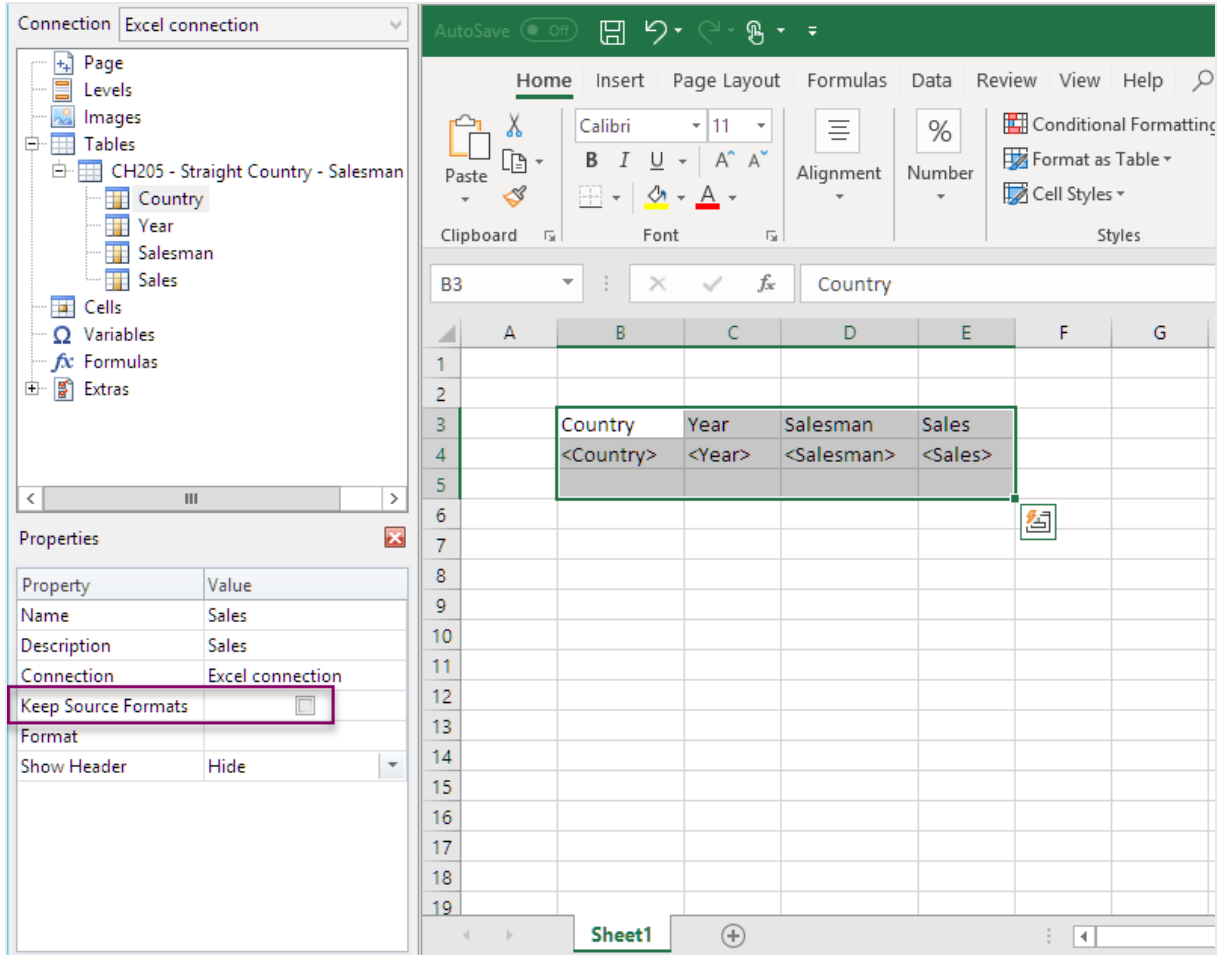 Connection Excel connection
Page
Levels
Images
Tables
CH205 - Straight Country - Salesman
Country
Year
Salesman
Sales
Cells
Variables
Formulas
Extras
Properties
Property Value
Name Sales
Description Sales
Connection Excel connection
Keep Source Formats
Format
Show Header Hide
AutoSave Off
Home Insert Page Layout Formulas Data Review View Help
Paste
Clipboard
Calibri 11
B I U A A
A
Font
Alignment
%
Number
Conditional Formatting
Format as Table
Cell Styles
Styles
B3 fx Country
A B C D E F G
1
2
3 Country Year Salesman Sales
4 <Country> <Year> <Salesman> <Sales>
5
6
7
8
9
10
11
12
13
14
15
16
17
18
19
Sheet1